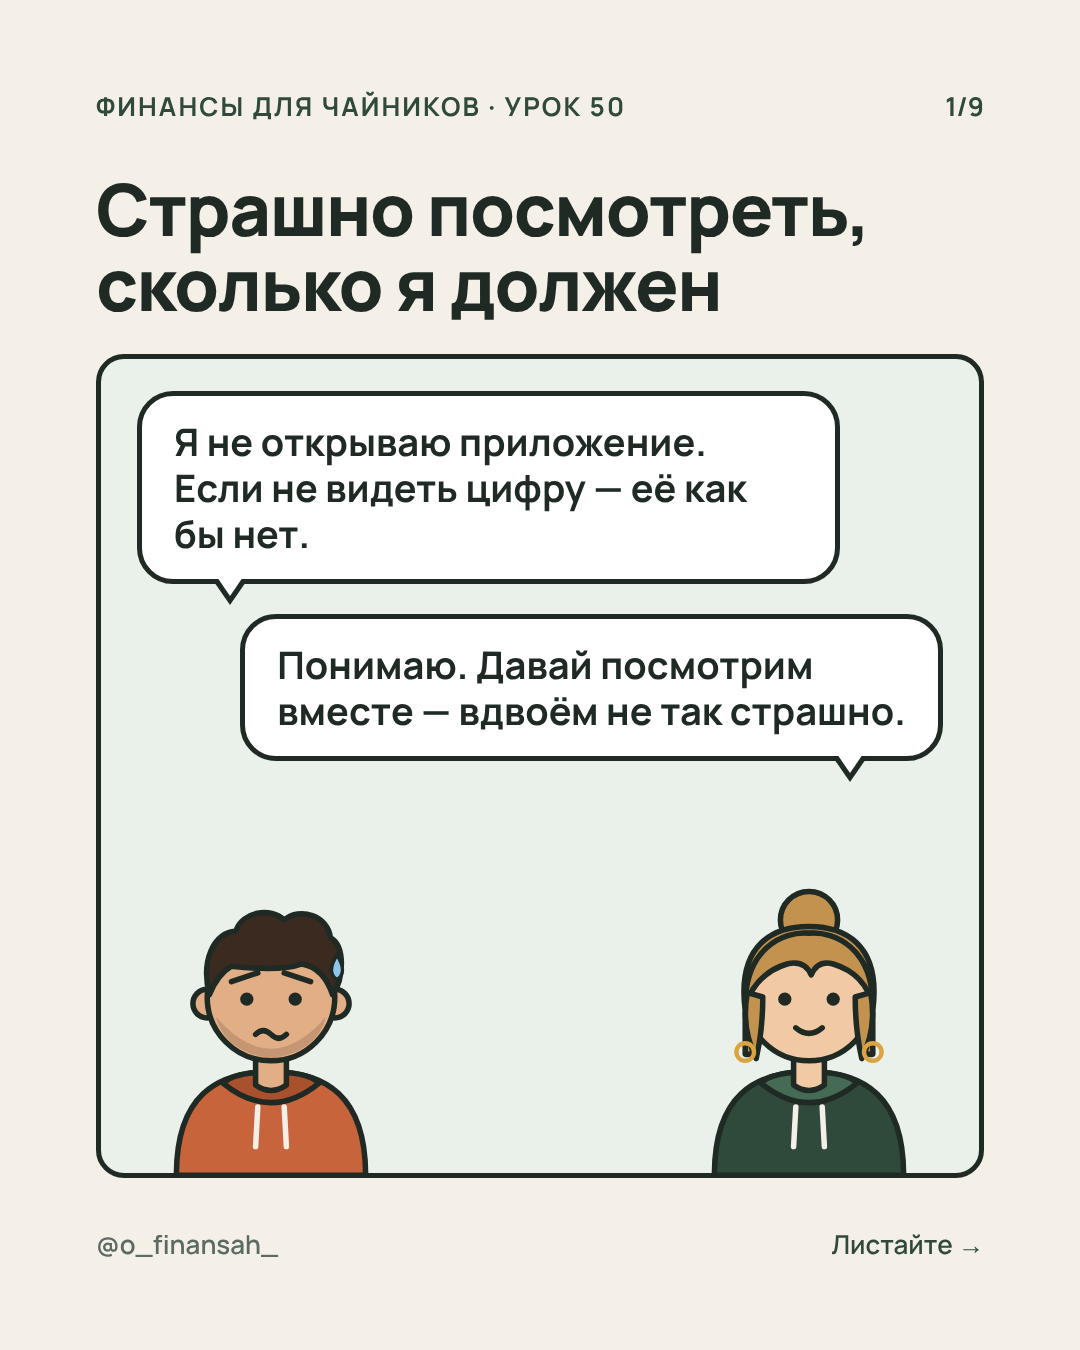 ФИНАНСЫ ДЛЯ ЧАЙНИКОВ · УРОК 50
1/9
Страшно посмотреть,
сколько я должен
Я не открываю приложение.
Если не видеть цифру — её как
бы нет.
Понимаю. Давай посмотрим
вместе — вдвоём не так страшно.
@o_finansah_
Листайте →